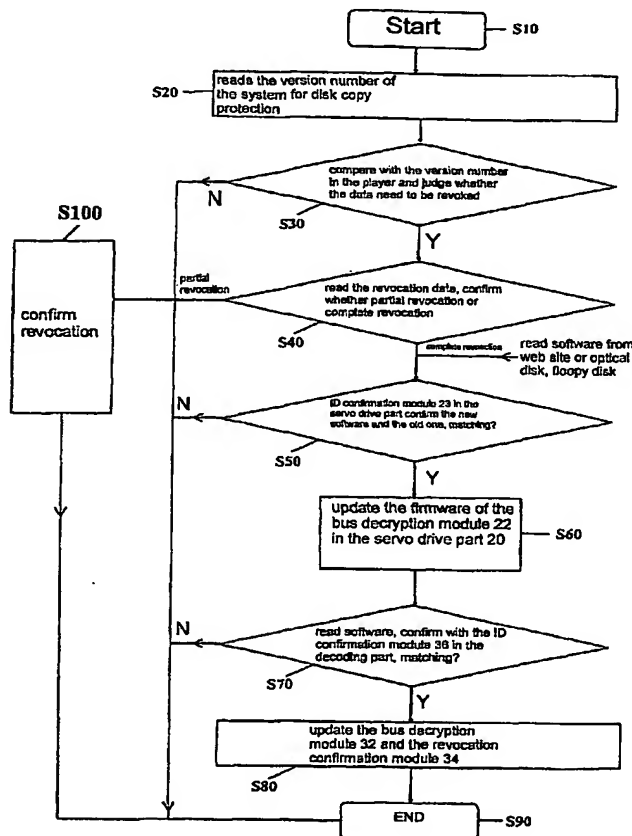 Start
S10
S20
reads the version number of
the system for disk copy
protection
compare with the version number
in the player and judge whether
the data need to be revoked
N
S30
Y
S100
confirm
revocation
partial
revocation
read the revocation data, confirm
whether partial revocation or
complete revocation
S40
complete revocation
read software from
web site or optical
disk, floopy disk
N
ID confirmation module 23 in the
servo drive part confirm the new
software and the old one, matching?
S50
Y
update the firmware of the
bus decryption module 22
in the servo drive part 20
S60
N
read software, confirm with the ID
confirmation module 36 in the
decoding part, matching?
S70
Y
update the bus decryption
module 32 and the revocation
confirmation module 34
S80
END
S90